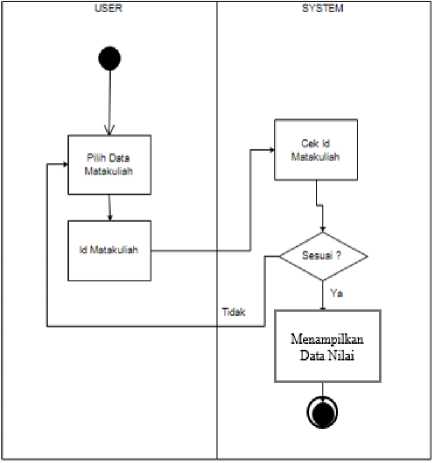 USER
SYSTEM
Pilih Data
Matakuliah
Cek Id
Matakuliah
Id Matakuliah
Sesuai ?
Ya
Tidak
Menampilkan
Data Nilai